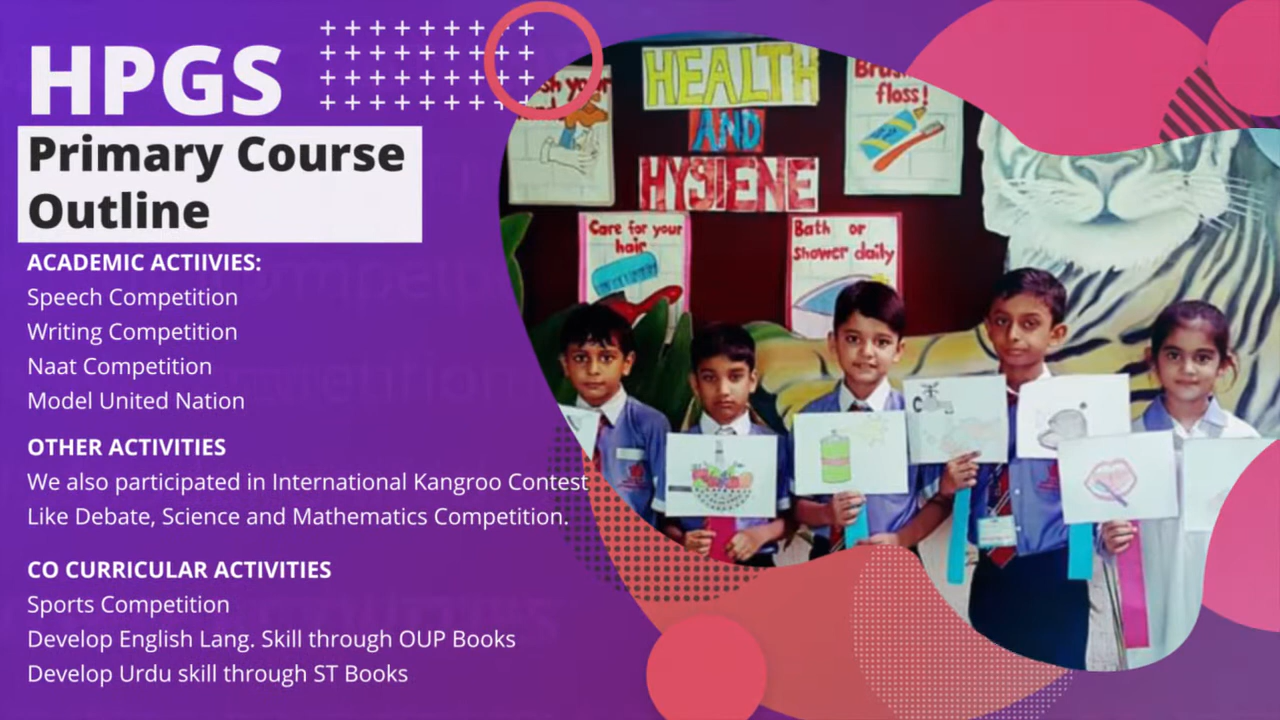 HPGS
Primary Course
Outline
ACADEMIC ACTIIVIES:
Speech Competition
Writing Competition
Naat Competition
Model United Nation
OTHER ACTIVITIES
We also participated in International Kangroo Contest
Like Debate, Science and Mathematics Competition.
CO CURRICULAR ACTIVITIES
Sports Competition
Develop English Lang. Skill through OUP Books
Develop Urdu skill through ST Books
HEALTH
AND
HYSIENE
your
floss!
Care for your
hair
Bath or
shower daily